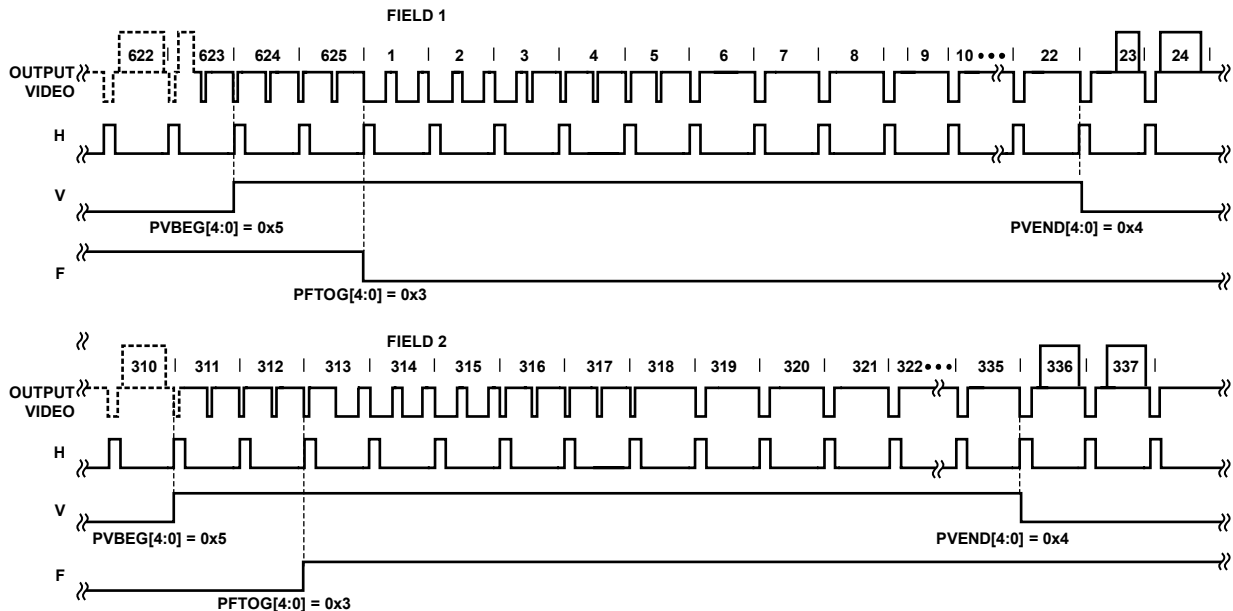 FIELD 1
622 623 624 625 1 2 3 4 5 6 7 8 9 10 ••• 22 23 24
OUTPUT
VIDEO
H
V
PVBEG[4:0] = 0x5
PVEND[4:0] = 0x4
F
PFTOG[4:0] = 0x3
FIELD 2
310 311 312 313 314 315 316 317 318 319 320 321 322 ••• 335 336 337
OUTPUT
VIDEO
H
V
PVBEG[4:0] = 0x5
PVEND[4:0] = 0x4
F
PFTOG[4:0] = 0x3